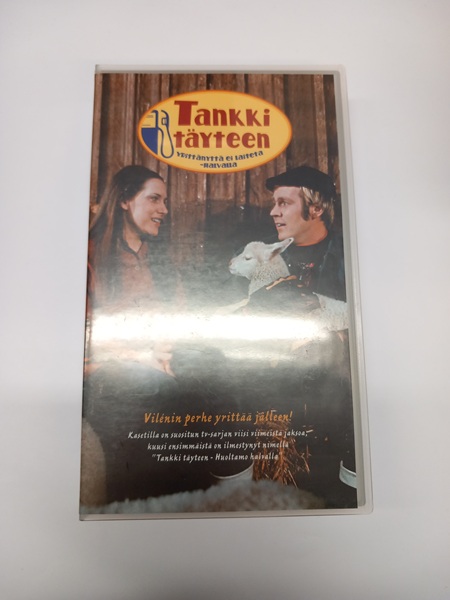 Tankki
täyteen
YRITTÄNYTTÄ EI LAITETA
-HALVALLA
Vilénin perhe yrittää jälleen!
Kasetilla on suositun tv-sarjan viisi viimeistä jaksoa,
kuusi ensimmäistä on ilmestynyt nimellä
"Tankki täyteen - Huoltamo halvalla"